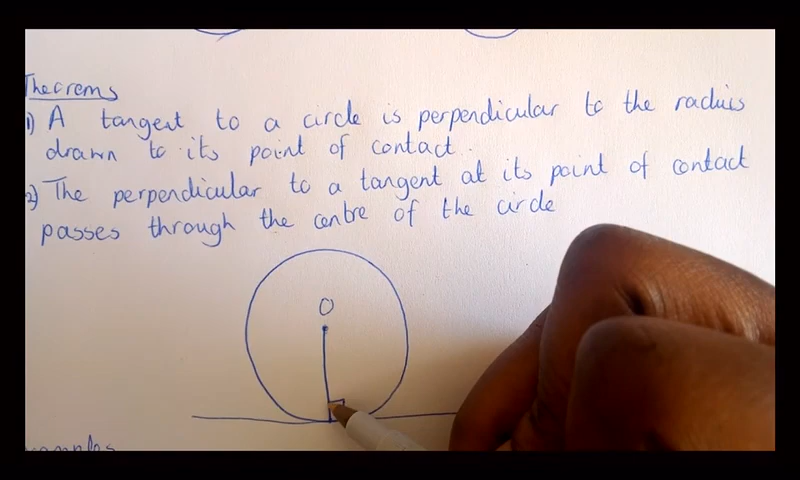 Theorems
1) A tangent to a circle is perpendicular to the radius
drawn to its point of contact.
2) The perpendicular to a tangent at its point of contact
passes through the centre of the circle
O